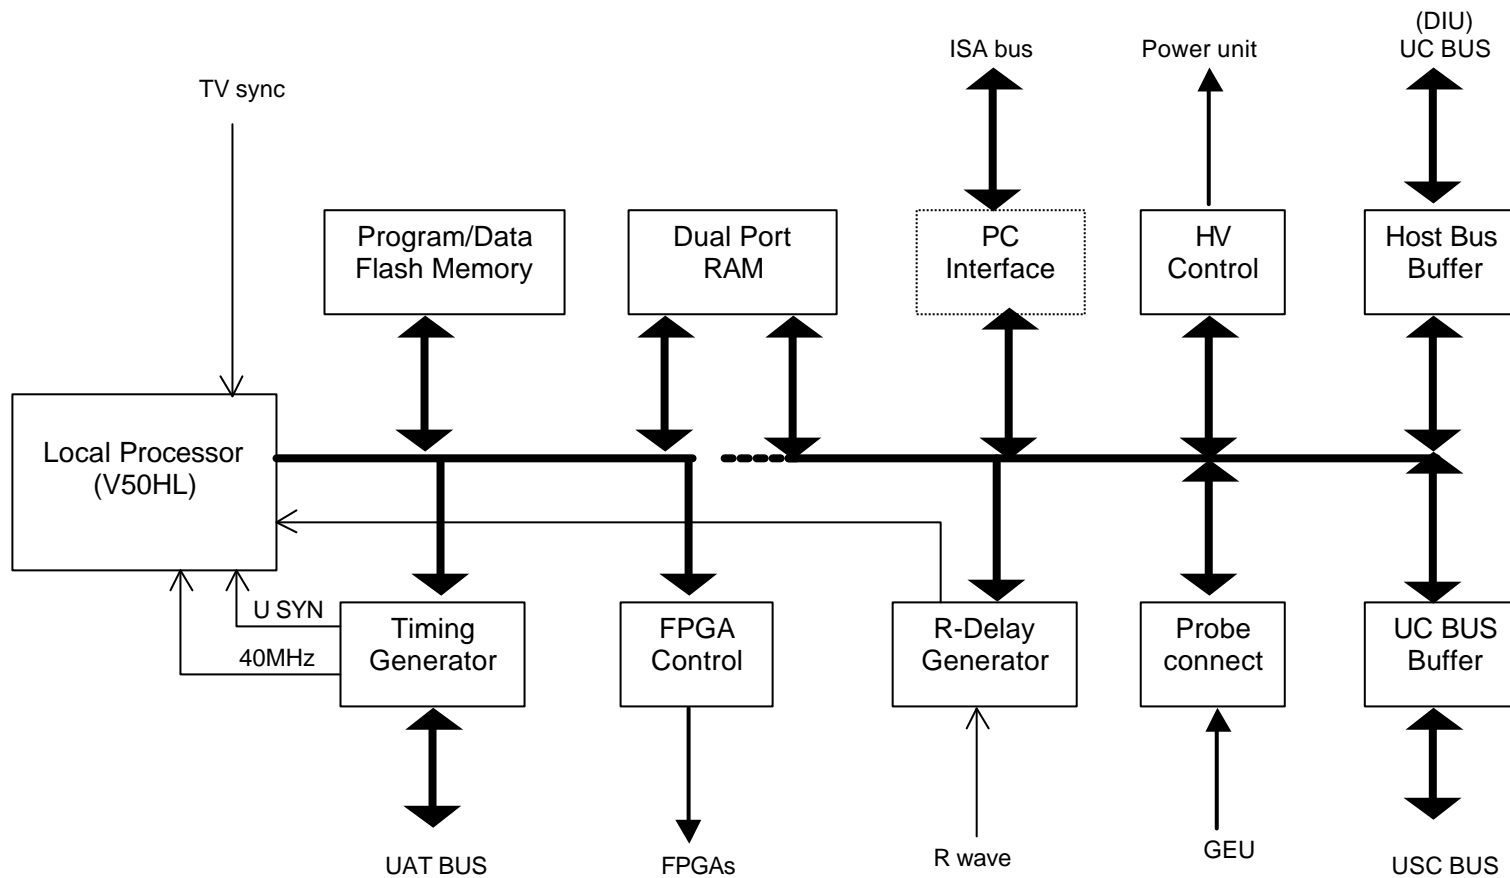 (DIU)
ISA bus
Power unit
UC BUS
TV sync
Program/Data
Flash Memory
Dual Port
RAM
PC
Interface
HV
Control
Host Bus
Buffer
Local Processor
(V50HL)
U SYN
40MHz
Timing
Generator
FPGA
Control
R-Delay
Generator
Probe
connect
UC BUS
Buffer
UAT BUS
FPGAs
R wave
GEU
USC BUS